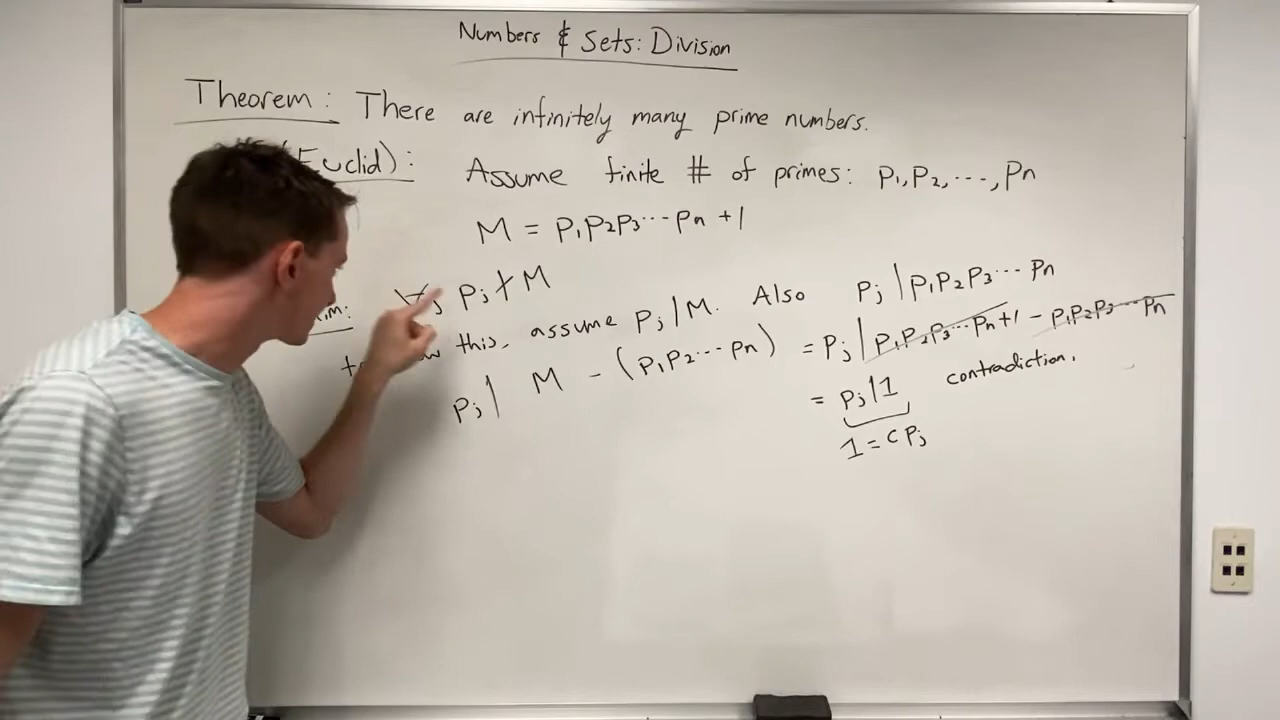 Numbers & Sets: Division
Theorem: There are infinitely many prime numbers.
(Euclid): Assume finite # of primes: p₁,p₂,...,pₙ
M = p₁p₂p₃...pₙ + 1
∀j pⱼ∤M
this, assume pⱼ|M. Also pⱼ|p₁p₂p₃...pₙ
pⱼ| M - (p₁p₂...pₙ) = pⱼ|p₁p₂p₃...pₙ+1 - p₁p₂p₃...pₙ
= pⱼ|1 contradiction.
1 = c pⱼ